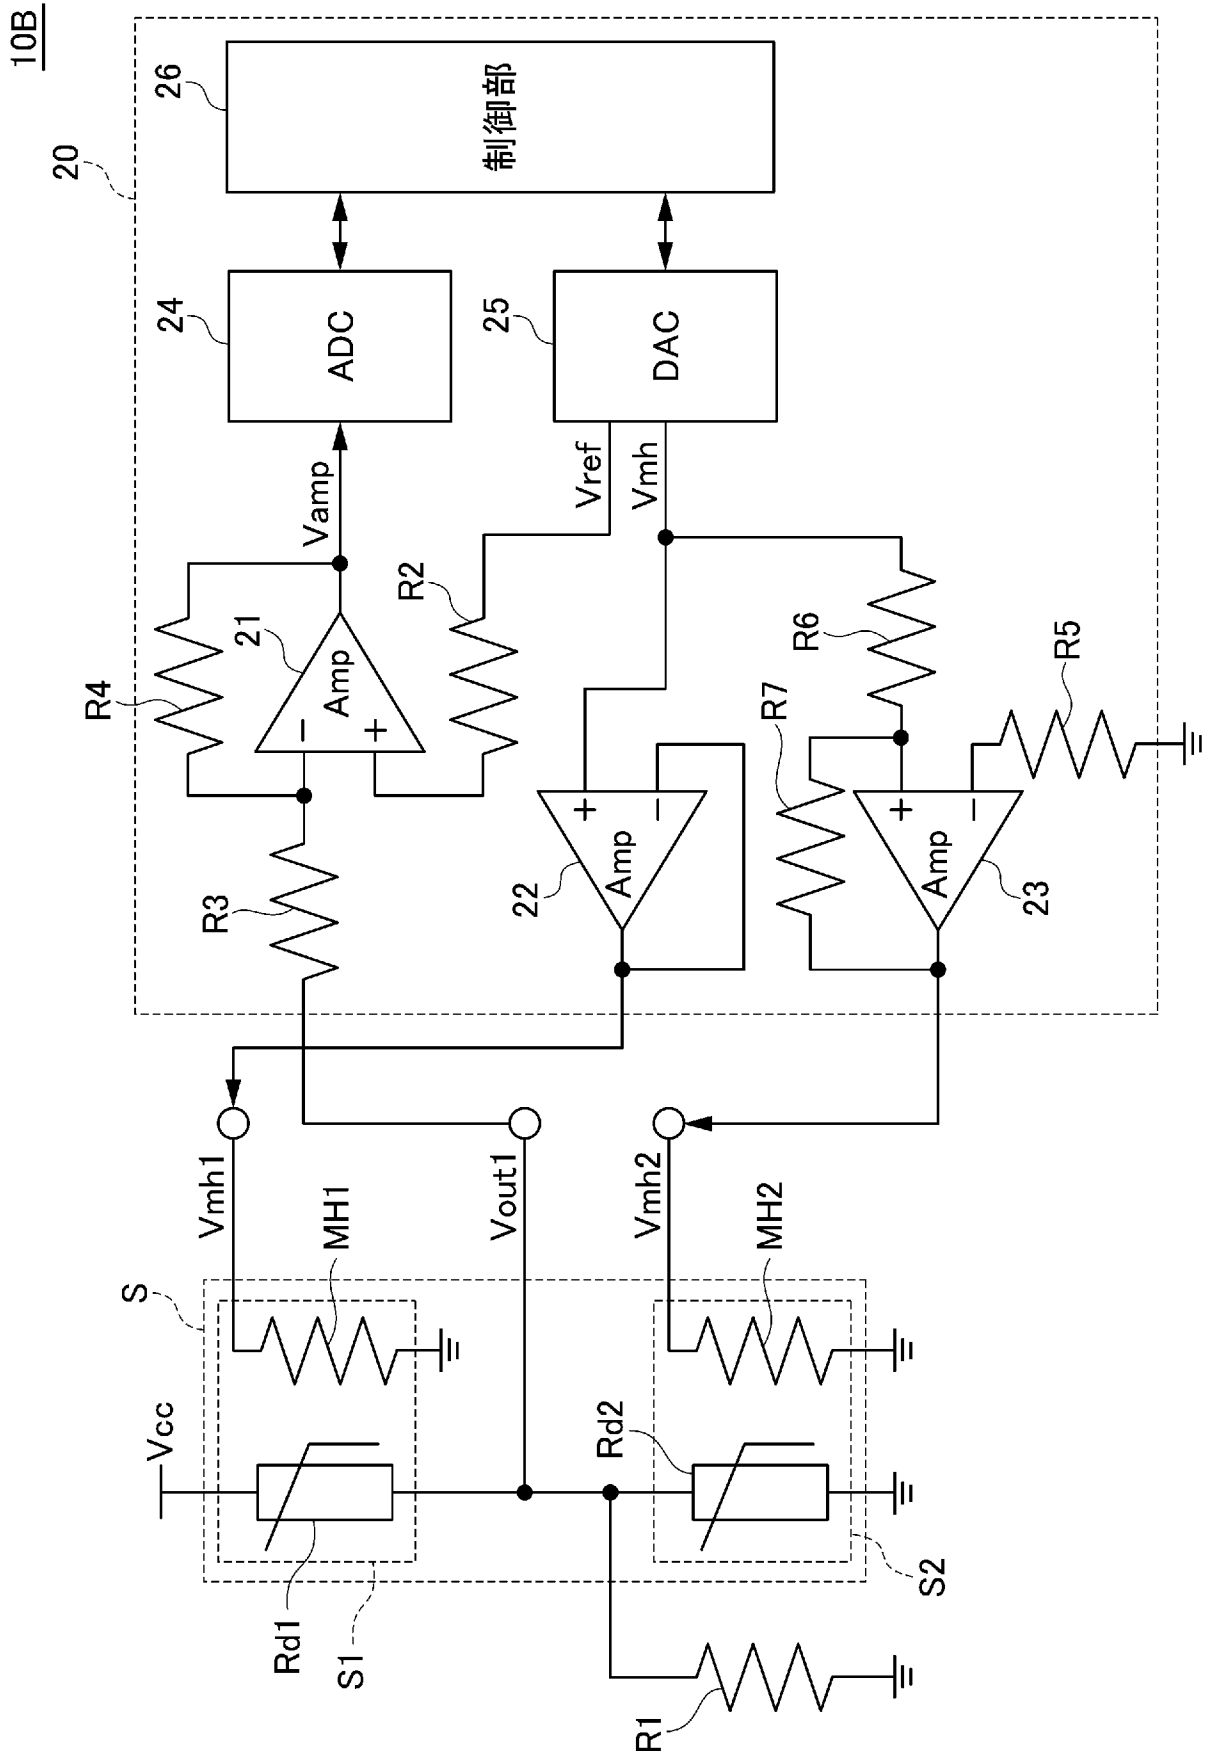 10B
20
26
制御部
24
ADC
25
DAC
Vamp
Vref
Vmh
R4
21
Amp
−
+
R2
R3
22
Amp
+
−
R6
R7
R5
23
Amp
+
−
Vmh1
Vout1
Vmh2
S
MH1
MH2
Vcc
Rd2
Rd1
S1
S2
R1